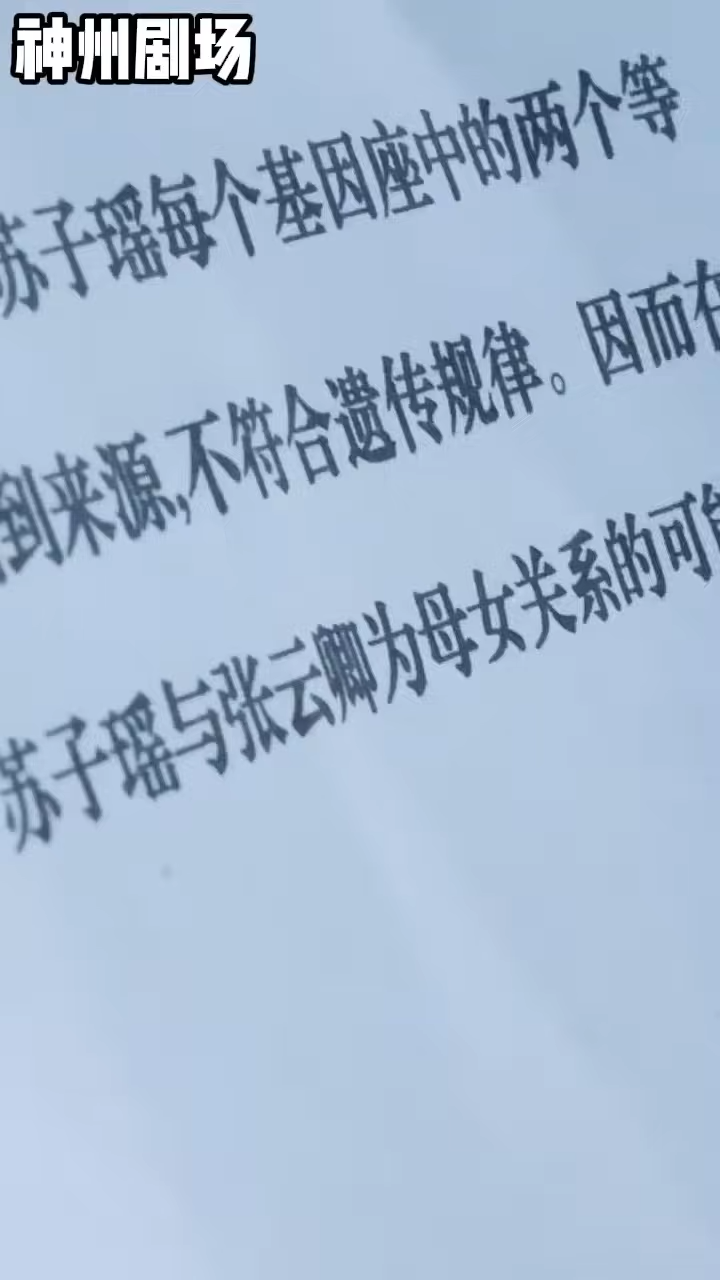 神州剧场
苏子瑶每个基因座中的两个等
到来源,不符合遗传规律。因而在
苏子瑶与张云卿为母女关系的可能